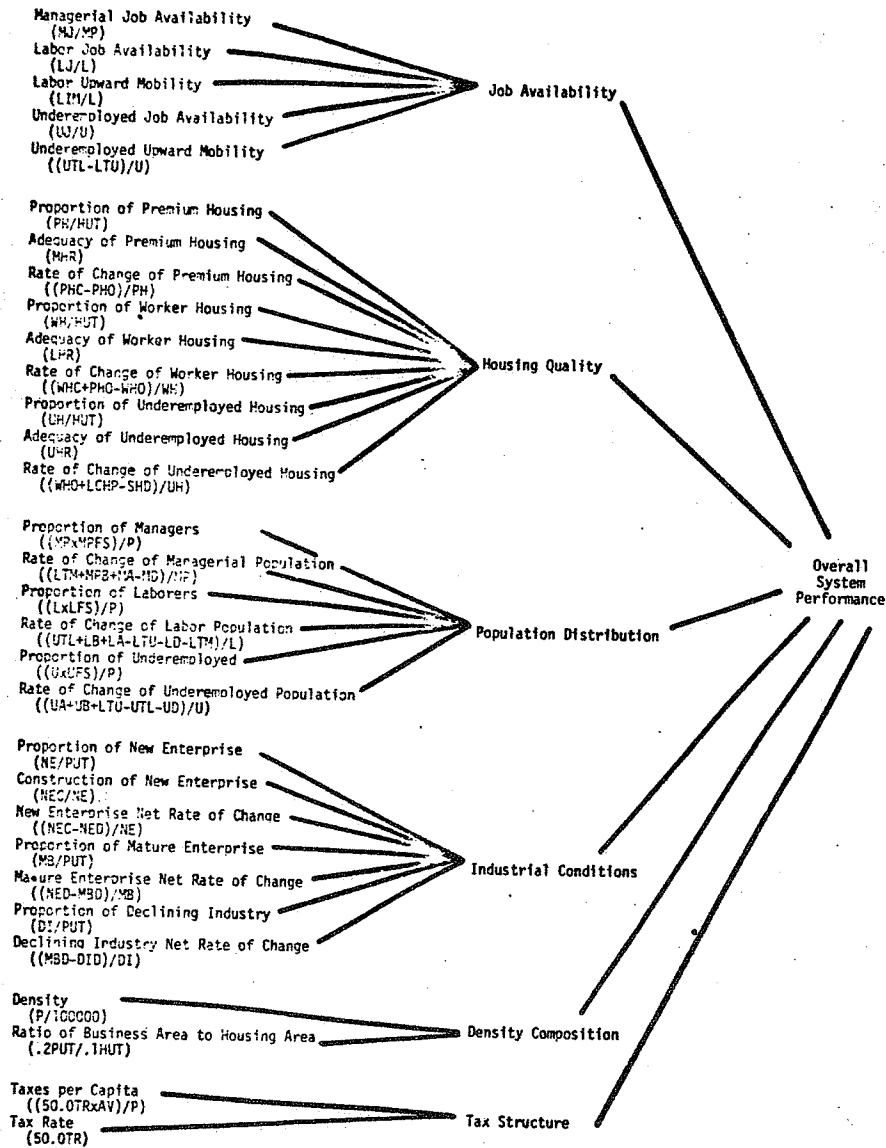 Managerial Job Availability
(MJ/MP)
Labor Job Availability
(LJ/L)
Labor Upward Mobility
(LIM/L)
Underemployed Job Availability
(UJ/U)
Underemployed Upward Mobility
((UTL-LTU)/U)
Job Availability
Proportion of Premium Housing
(PH/HUT)
Adequacy of Premium Housing
(MHR)
Rate of Change of Premium Housing
((PHC-PHO)/PH)
Proportion of Worker Housing
(WH/HUT)
Adequacy of Worker Housing
(LHR)
Rate of Change of Worker Housing
((WHC+PHO-WHO)/WH)
Proportion of Underemployed Housing
(UH/HUT)
Adequacy of Underemployed Housing
(UHR)
Rate of Change of Underemployed Housing
((WHO+LCHP-SHD)/UH)
Housing Quality
Proportion of Managers
((MPxMPFS)/P)
Rate of Change of Managerial Population
((LTM+MPB+MA-MD)/MP)
Proportion of Laborers
((LxLFS)/P)
Rate of Change of Labor Population
((UTL+LB+LA-LTU-LD-LTM)/L)
Proportion of Underemployed
((UxUFS)/P)
Rate of Change of Underemployed Population
((UA+UB+LTU-UTL-UD)/U)
Population Distribution
Overall
System
Performance
Proportion of New Enterprise
(NE/PUT)
Construction of New Enterprise
(NEC/NE)
New Enterprise Net Rate of Change
((NEC-NED)/NE)
Proportion of Mature Enterprise
(MB/PUT)
Mature Enterprise Net Rate of Change
((NED-MBD)/MB)
Proportion of Declining Industry
(DI/PUT)
Declining Industry Net Rate of Change
((MBD-DID)/DI)
Industrial Conditions
Density
(P/100000)
Ratio of Business Area to Housing Area
(.2PUT/.1HUT)
Density Composition
Taxes per Capita
((50.0TRxAV)/P)
Tax Rate
(50.0TR)
Tax Structure